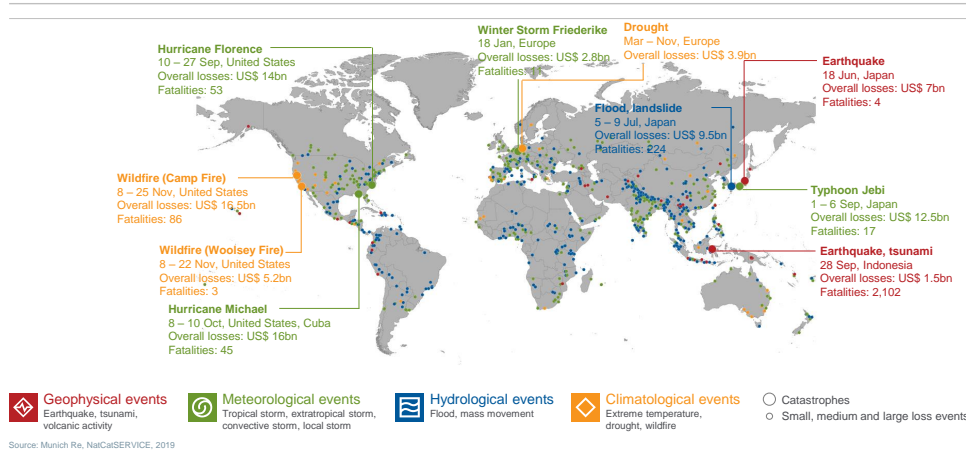 Hurricane Florence
10 – 27 Sep, United States
Overall losses: US$ 14bn
Fatalities: 53
Winter Storm Friederike
18 Jan, Europe
Overall losses: US$ 2.8bn
Fatalities: 11
Drought
Mar – Nov, Europe
Overall losses: US$ 3.9bn
Earthquake
18 Jun, Japan
Overall losses: US$ 7bn
Fatalities: 4
Flood, landslide
5 – 9 Jul, Japan
Overall losses: US$ 9.5bn
Fatalities: 224
Wildfire (Camp Fire)
8 – 25 Nov, United States
Overall losses: US$ 16.5bn
Fatalities: 86
Typhoon Jebi
1 – 6 Sep, Japan
Overall losses: US$ 12.5bn
Fatalities: 17
Wildfire (Woolsey Fire)
8 – 22 Nov, United States
Overall losses: US$ 5.2bn
Fatalities: 3
Earthquake, tsunami
28 Sep, Indonesia
Overall losses: US$ 1.5bn
Fatalities: 2,102
Hurricane Michael
8 – 10 Oct, United States, Cuba
Overall losses: US$ 16bn
Fatalities: 45
Geophysical events
Earthquake, tsunami,
volcanic activity
Meteorological events
Tropical storm, extratropical storm,
convective storm, local storm
Hydrological events
Flood, mass movement
Climatological events
Extreme temperature,
drought, wildfire
Catastrophes
Small, medium and large loss events
Source: Munich Re, NatCatSERVICE, 2019